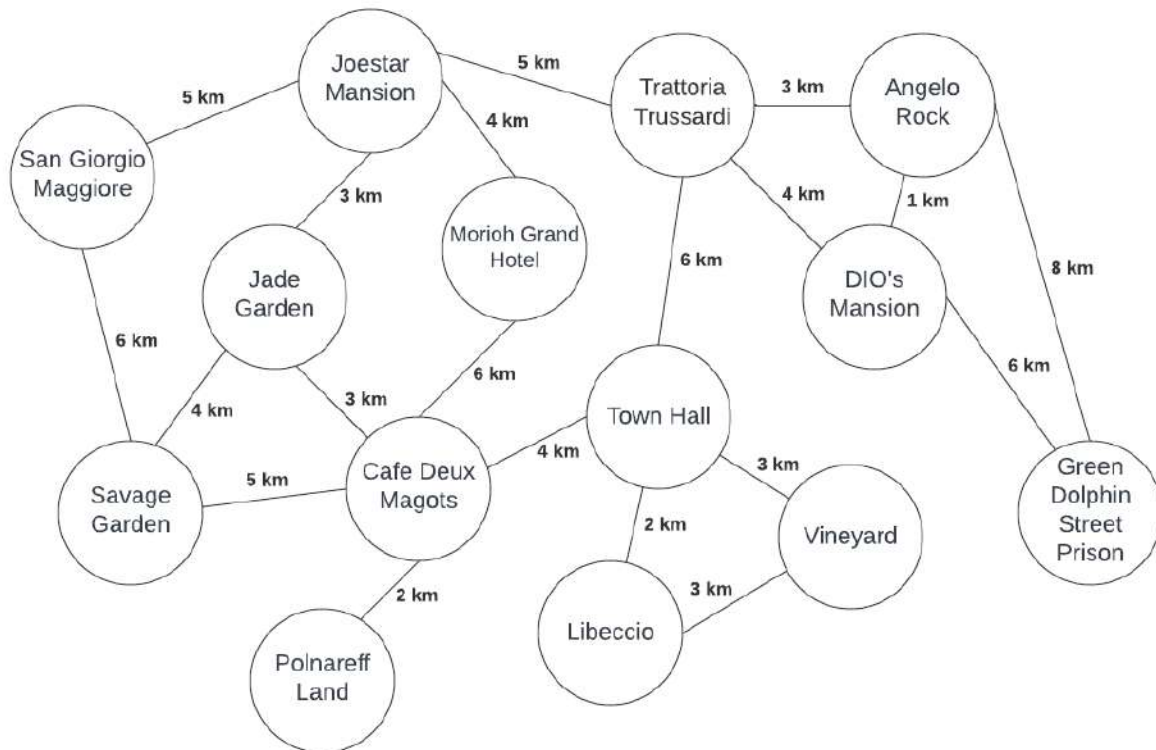 Joestar
Mansion
5 km
Trattoria
Trussardi
3 km
Angelo
Rock
5 km
4 km
San Giorgio
Maggiore
3 km
4 km
1 km
Morioh Grand
Hotel
Jade
Garden
6 km
DIO's
Mansion
8 km
6 km
4 km
3 km
6 km
6 km
Town Hall
Cafe Deux
Magots
4 km
3 km
5 km
Savage
Garden
2 km
Vineyard
Green
Dolphin
Street
Prison
2 km
3 km
Libeccio
Polnareff
Land